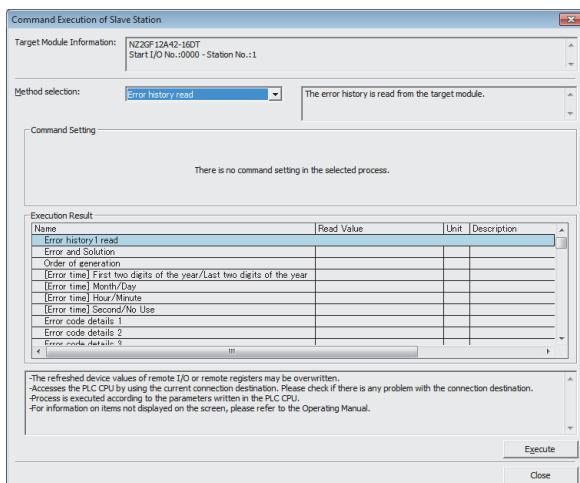 Command Execution of Slave Station
Target Module Information:
NZ2GF12A42-16DT
Start I/O No.:0000 - Station No.:1
Method selection:
Error history read
The error history is read from the target module.
Command Setting
There is no command setting in the selected process.
Execution Result
Name Read Value Unit Description
Error history1 read
Error and Solution
Order of generation
[Error time] First two digits of the year/Last two digits of the year
[Error time] Month/Day
[Error time] Hour/Minute
[Error time] Second/No Use
Error code details 1
Error code details 2
Error code details 3
-The refreshed device values of remote I/O or remote registers may be overwritten.
-Accesses the PLC CPU by using the current connection destination. Please check if there is any problem with the connection destination.
-Process is executed according to the parameters written in the PLC CPU.
-For information on items not displayed on the screen, please refer to the Operating Manual.
Execute
Close